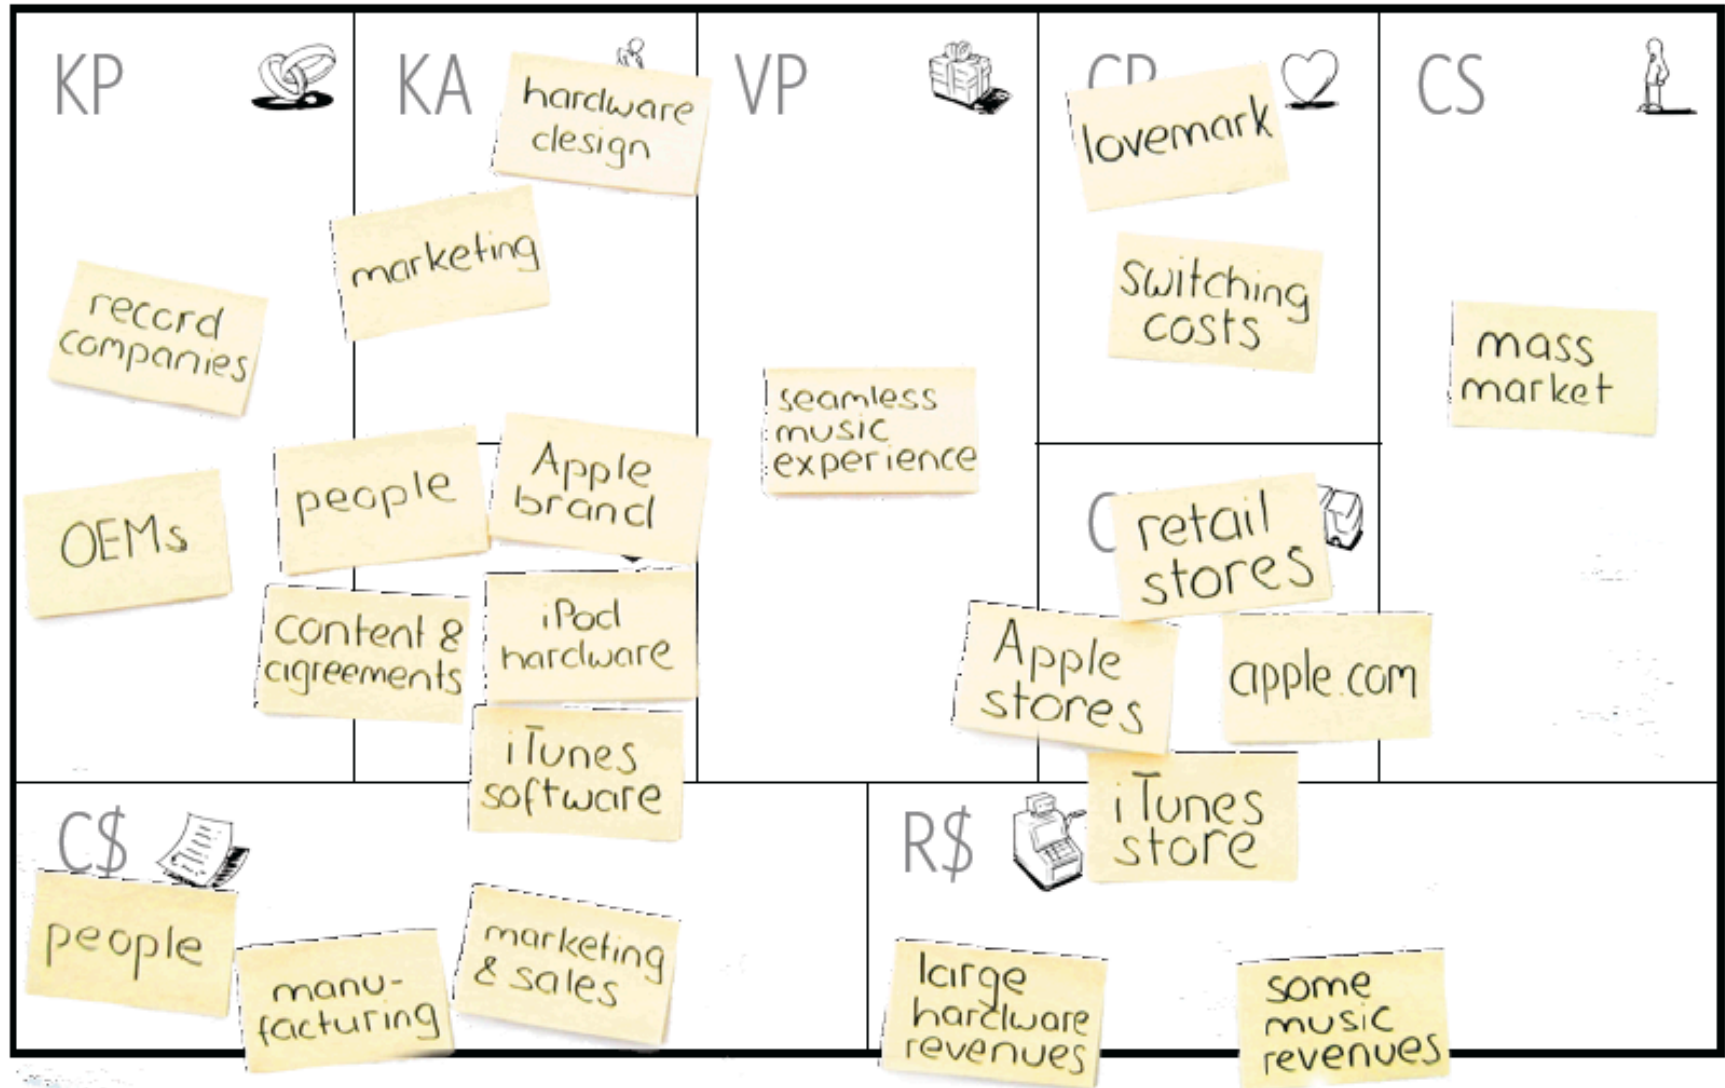 KP
record
companies
OEMs
KA
hardware
design
marketing
people
Apple
brand
content &
agreements
iPod
hardware
iTunes
software
VP
seamless
music
experience
CR
lovemark
switching
costs
retail
stores
Apple
stores
apple.com
iTunes
store
CS
mass
market
C$
people
manu-
facturing
marketing
& sales
R$
large
hardware
revenues
some
music
revenues